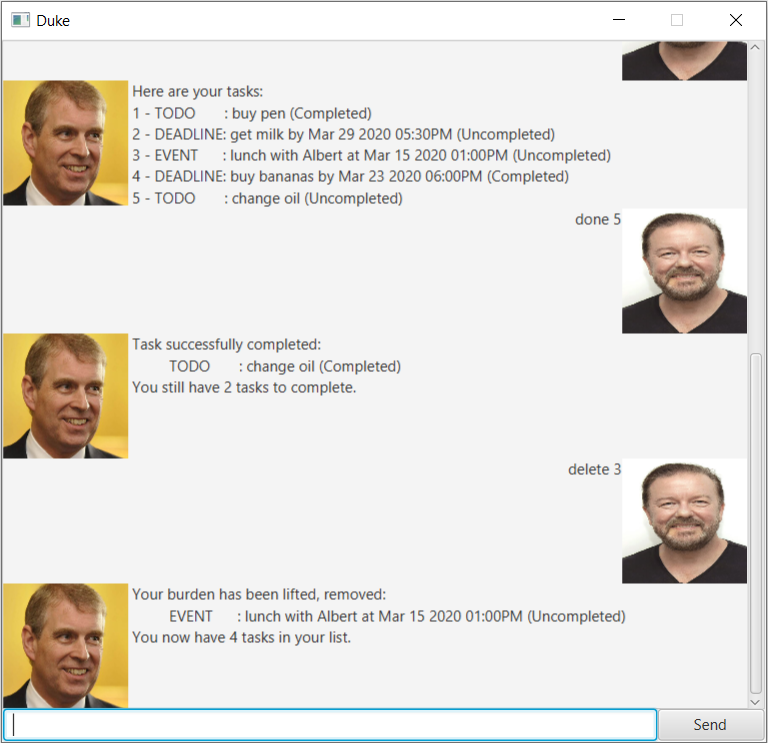 Duke
Here are your tasks:
1 - TODO : buy pen (Completed)
2 - DEADLINE: get milk by Mar 29 2020 05:30PM (Uncompleted)
3 - EVENT : lunch with Albert at Mar 15 2020 01:00PM (Uncompleted)
4 - DEADLINE: buy bananas by Mar 23 2020 06:00PM (Completed)
5 - TODO : change oil (Uncompleted)
done 5
Task successfully completed:
TODO : change oil (Completed)
You still have 2 tasks to complete.
delete 3
Your burden has been lifted, removed:
EVENT : lunch with Albert at Mar 15 2020 01:00PM (Uncompleted)
You now have 4 tasks in your list.
Send